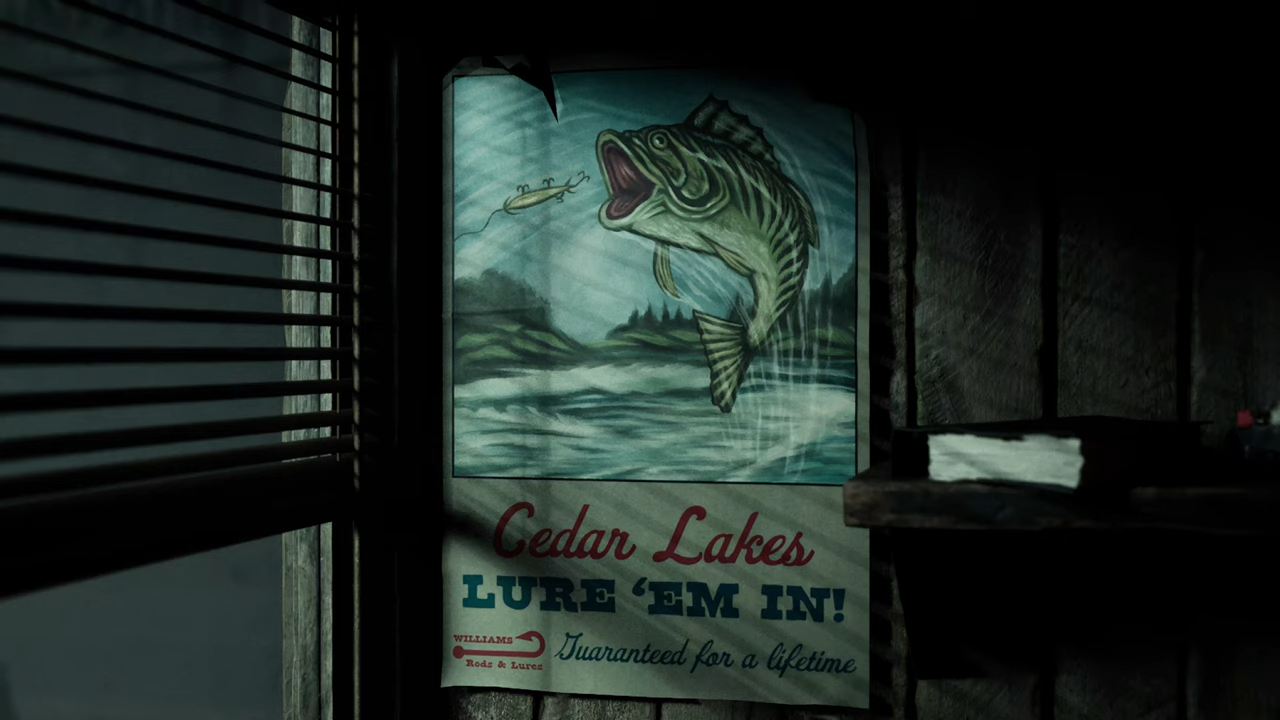 Cedar Lakes
LURE ‘EM IN!
WILLIAMS
Rods & Lures
Guaranteed for a lifetime